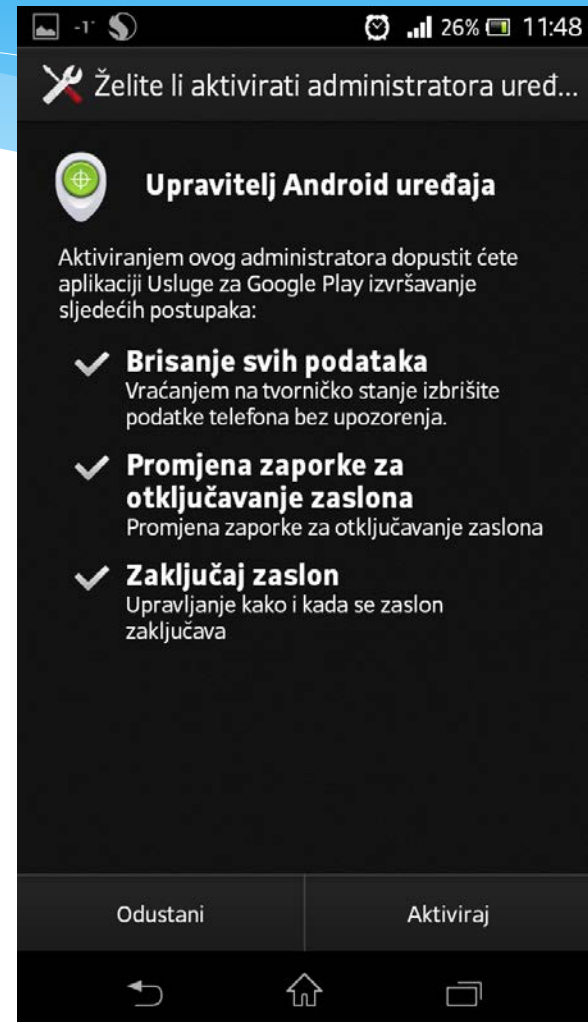 -1° 26% 11:48
Želite li aktivirati administratora uređ...
Upravitelj Android uređaja
Aktiviranjem ovog administratora dopustit ćete
aplikaciji Usluge za Google Play izvršavanje
sljedećih postupaka:
Brisanje svih podataka
Vraćanjem na tvorničko stanje izbrišite
podatke telefona bez upozorenja.
Promjena zaporke za
otključavanje zaslona
Promjena zaporke za otključavanje zaslona
Zaključaj zaslon
Upravljanje kako i kada se zaslon
zaključava
Odustani Aktiviraj